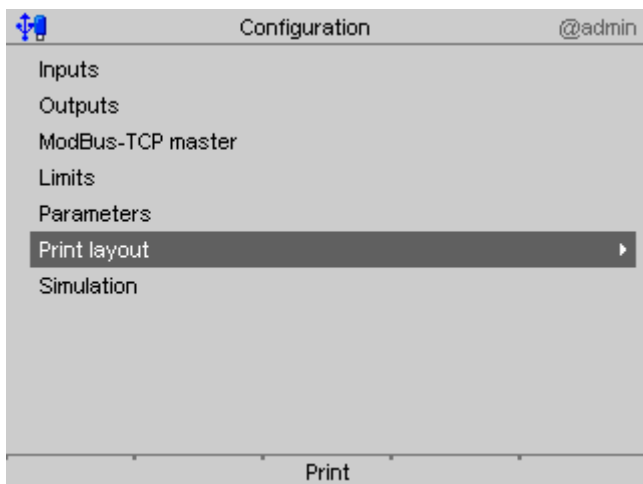 Configuration @admin
Inputs
Outputs
ModBus-TCP master
Limits
Parameters
Print layout
Simulation
Print